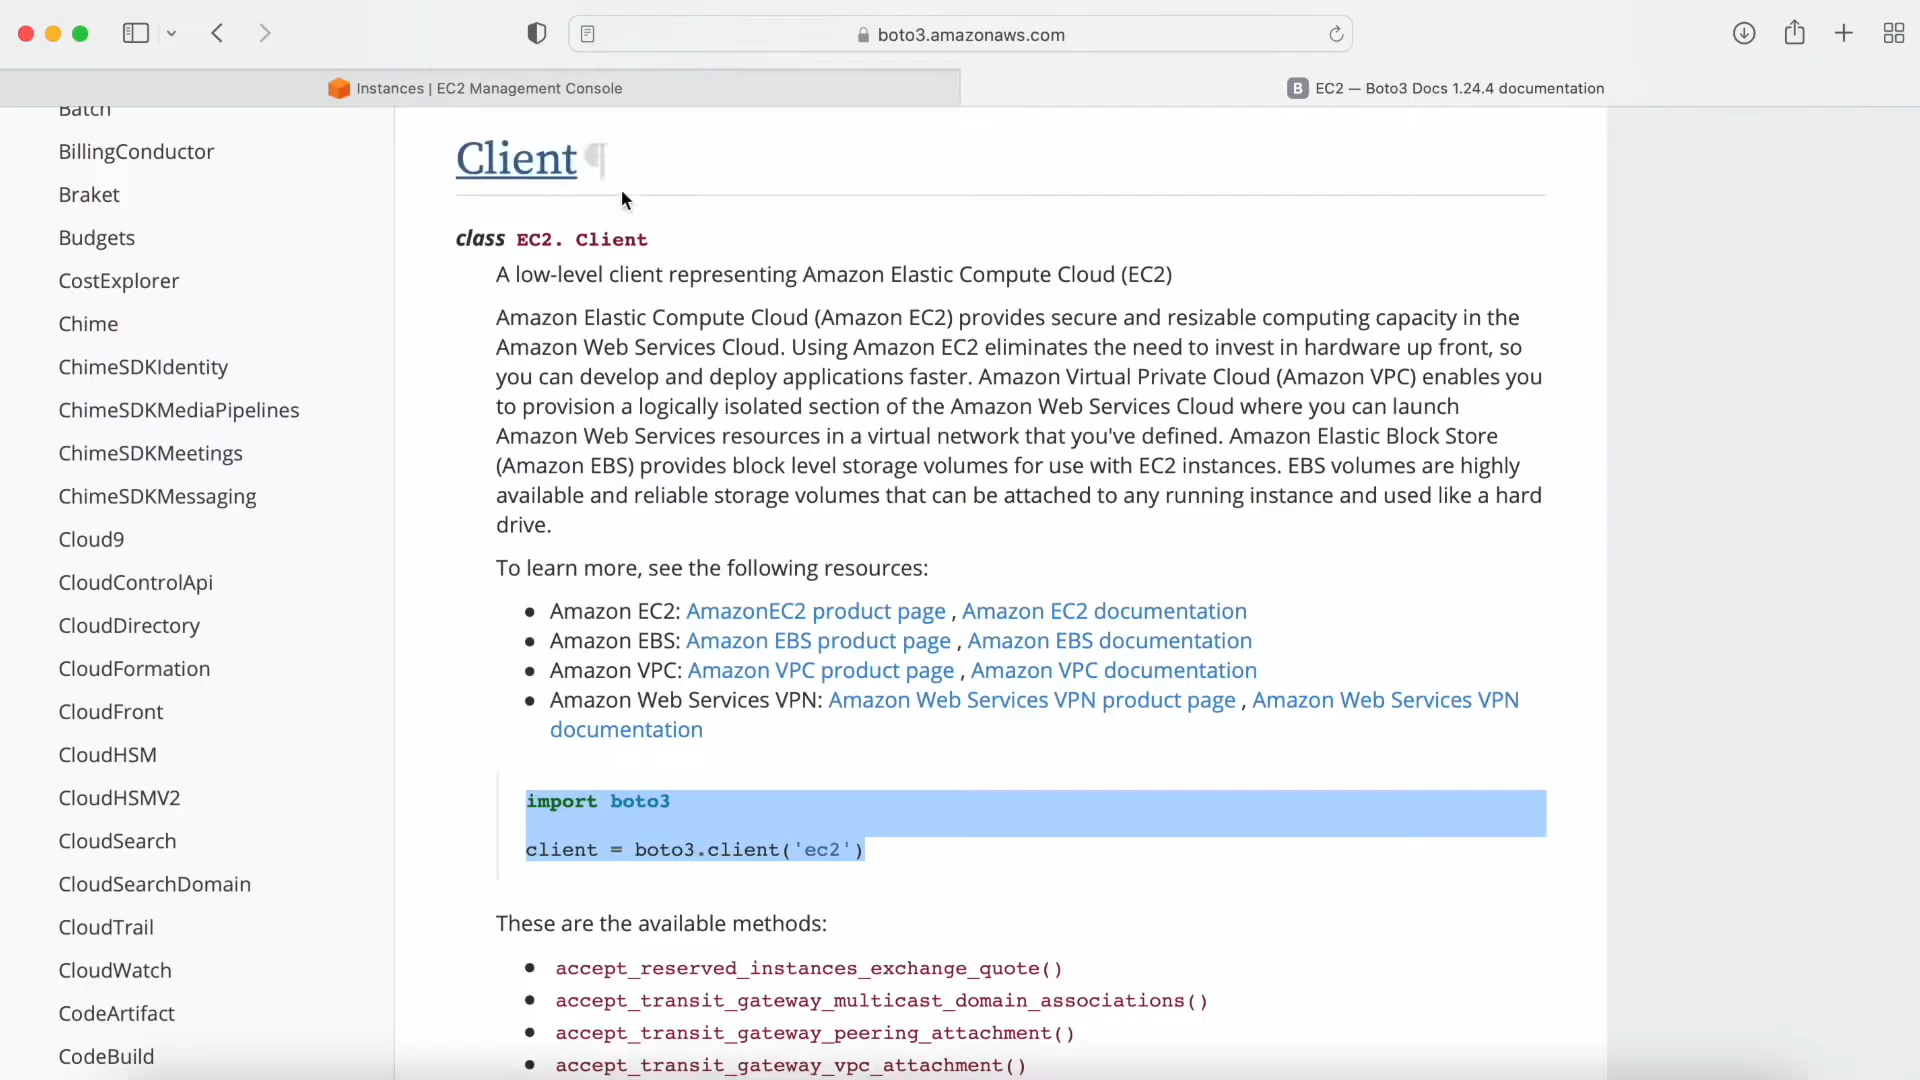 boto3.amazonaws.com
Instances | EC2 Management Console
B EC2 — Boto3 Docs 1.24.4 documentation
Batch
BillingConductor
Braket
Budgets
CostExplorer
Chime
ChimeSDKIdentity
ChimeSDKMediaPipelines
ChimeSDKMeetings
ChimeSDKMessaging
Cloud9
CloudControlApi
CloudDirectory
CloudFormation
CloudFront
CloudHSM
CloudHSMV2
CloudSearch
CloudSearchDomain
CloudTrail
CloudWatch
CodeArtifact
CodeBuild
Client¶
class EC2. Client
A low-level client representing Amazon Elastic Compute Cloud (EC2)
Amazon Elastic Compute Cloud (Amazon EC2) provides secure and resizable computing capacity in the
Amazon Web Services Cloud. Using Amazon EC2 eliminates the need to invest in hardware up front, so
you can develop and deploy applications faster. Amazon Virtual Private Cloud (Amazon VPC) enables you
to provision a logically isolated section of the Amazon Web Services Cloud where you can launch
Amazon Web Services resources in a virtual network that you've defined. Amazon Elastic Block Store
(Amazon EBS) provides block level storage volumes for use with EC2 instances. EBS volumes are highly
available and reliable storage volumes that can be attached to any running instance and used like a hard
drive.
To learn more, see the following resources:
● Amazon EC2: AmazonEC2 product page , Amazon EC2 documentation
● Amazon EBS: Amazon EBS product page , Amazon EBS documentation
● Amazon VPC: Amazon VPC product page , Amazon VPC documentation
● Amazon Web Services VPN: Amazon Web Services VPN product page , Amazon Web Services VPN
documentation
import boto3
client = boto3.client('ec2')
These are the available methods:
● accept_reserved_instances_exchange_quote()
● accept_transit_gateway_multicast_domain_associations()
● accept_transit_gateway_peering_attachment()
● accept_transit_gateway_vpc_attachment()